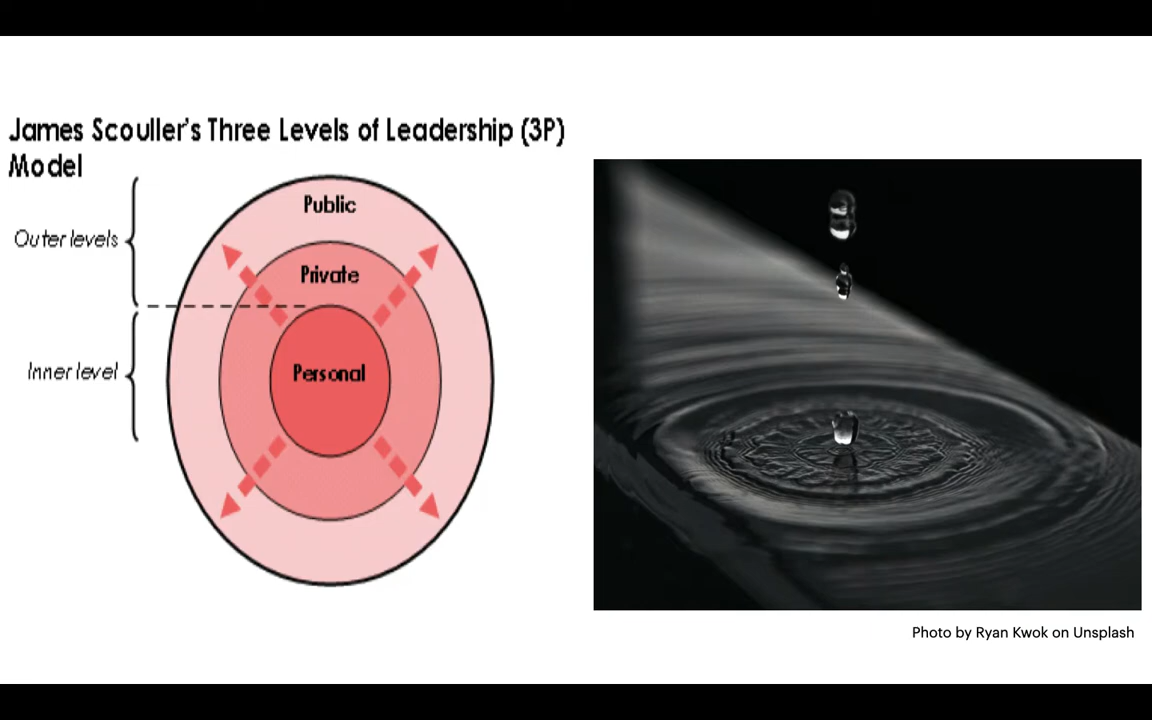 James Scouller's Three Levels of Leadership (3P)
Model
Public
Outer levels
Private
Inner level
Personal
Photo by Ryan Kwok on Unsplash